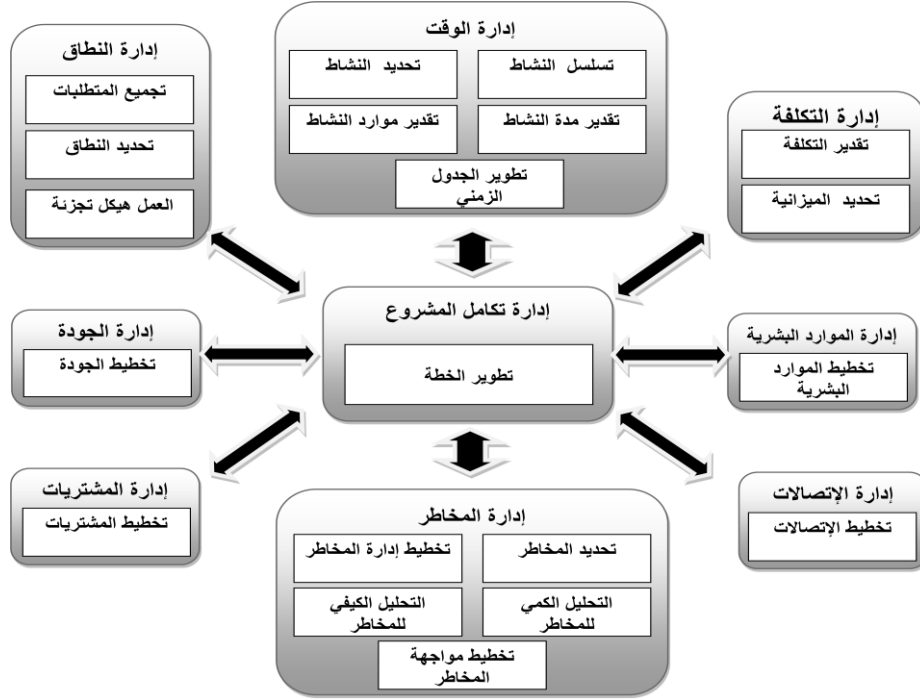 إدارة الوقت
تسلسل النشاط
تحديد النشاط
تقدير مدة النشاط
تقدير موارد النشاط
تطوير الجدول
الزمني
إدارة النطاق
تجميع المتطلبات
تحديد النطاق
العمل هيكل تجزئة
إدارة التكلفة
تقدير التكلفة
تحديد الميزانية
إدارة تكامل المشروع
تطوير الخطة
إدارة الموارد البشرية
تخطيط الموارد
البشرية
إدارة الجودة
تخطيط الجودة
إدارة الإتصالات
تخطيط الإتصالات
إدارة المخاطر
تحديد المخاطر
تخطيط إدارة المخاطر
التحليل الكمي
للمخاطر
التحليل الكيفي
للمخاطر
تخطيط مواجهة
المخاطر
إدارة المشتريات
تخطيط المشتريات